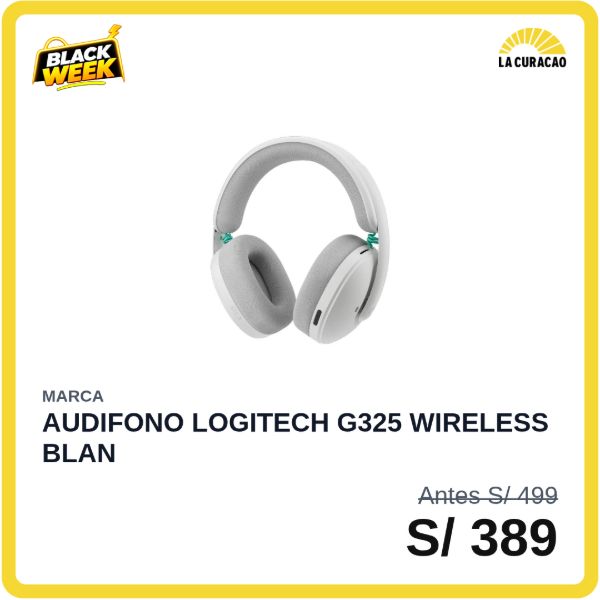 BLACK
WEEK
LA CURACAO
MARCA
AUDIFONO LOGITECH G325 WIRELESS
BLAN
Antes S/ 499
S/ 389